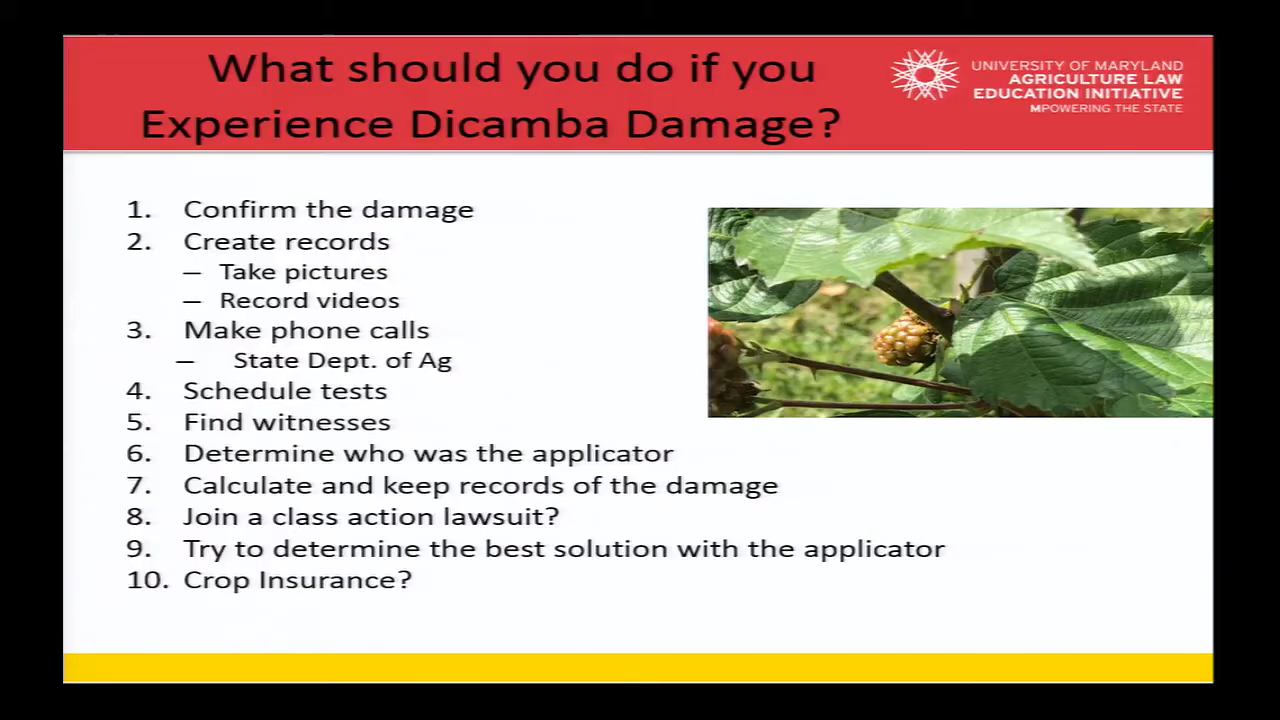 What should you do if you
Experience Dicamba Damage?
UNIVERSITY OF MARYLAND
AGRICULTURE LAW
EDUCATION INITIATIVE
MPOWERING THE STATE
1. Confirm the damage
2. Create records
– Take pictures
– Record videos
3. Make phone calls
– State Dept. of Ag
4. Schedule tests
5. Find witnesses
6. Determine who was the applicator
7. Calculate and keep records of the damage
8. Join a class action lawsuit?
9. Try to determine the best solution with the applicator
10. Crop Insurance?